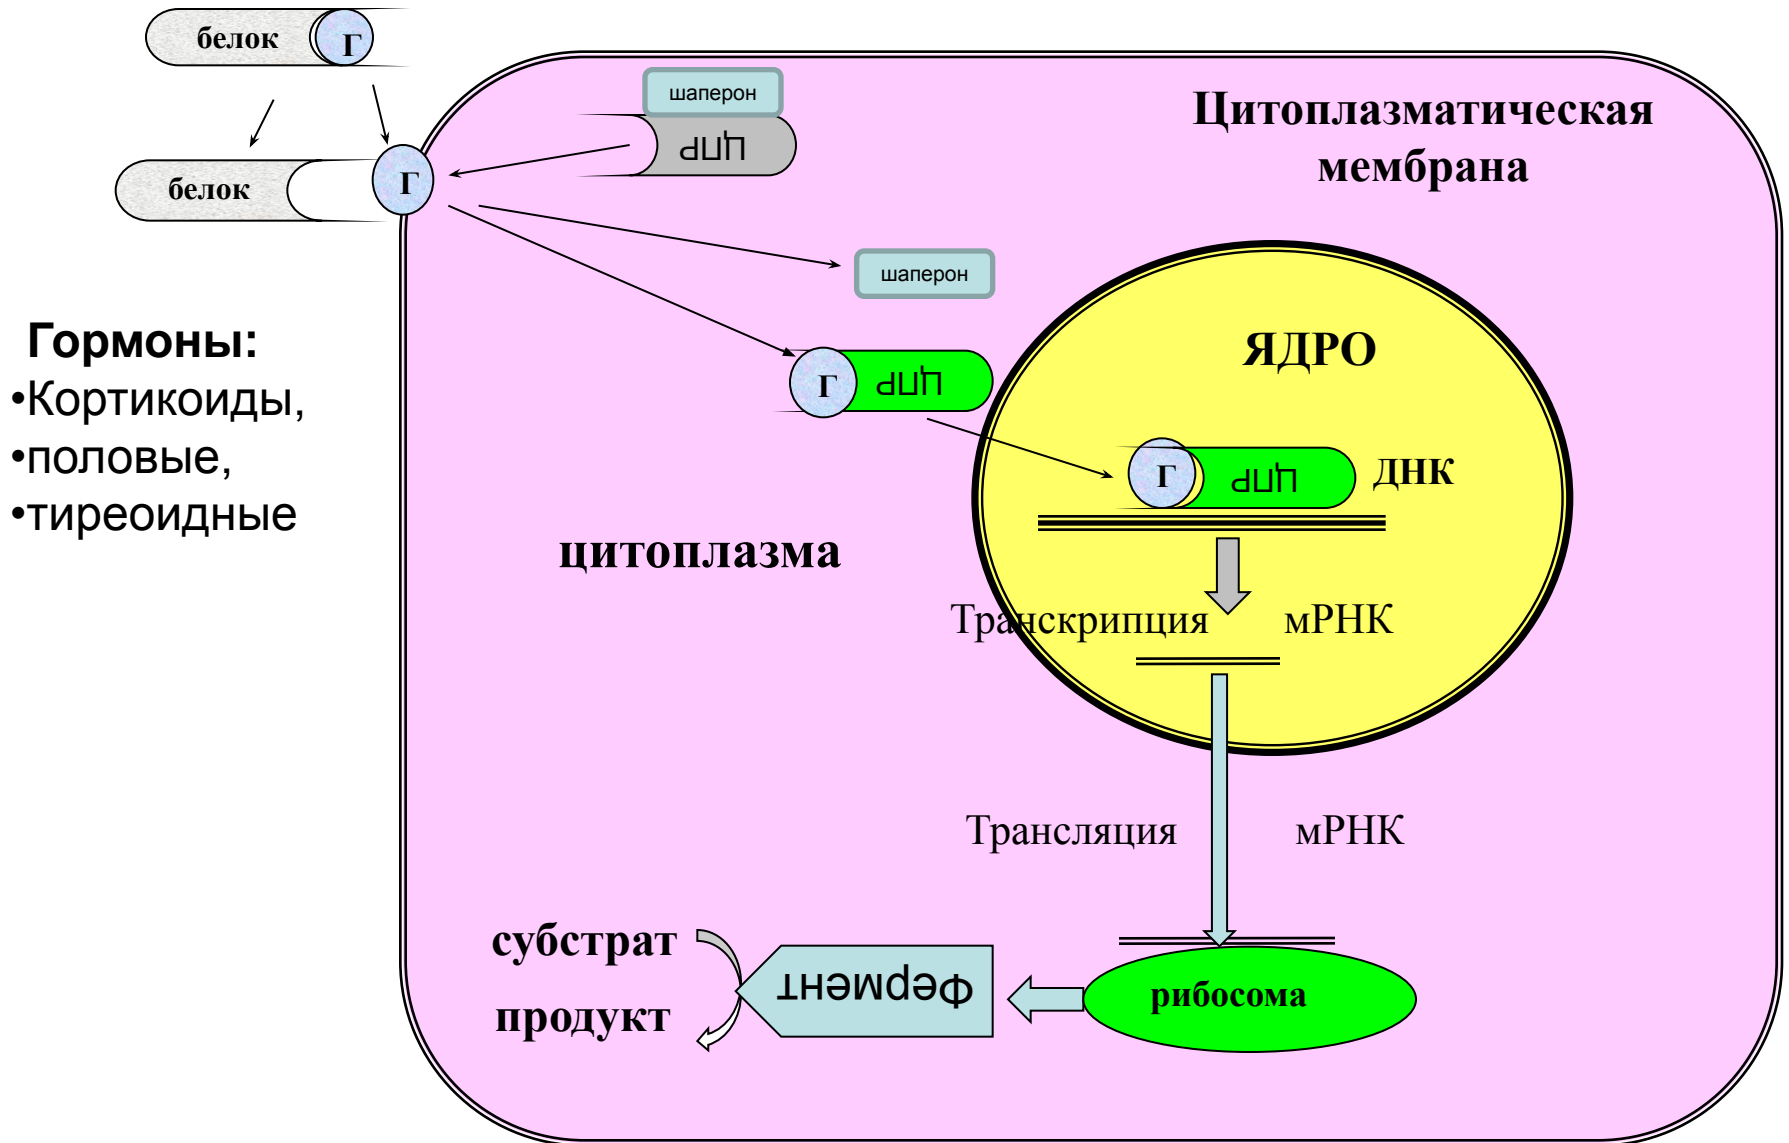 белок Г
шаперон
ЦПР
Цитоплазматическая
мембрана
белок Г
шаперон
Гормоны:
•Кортикоиды,
•половые,
•тиреоидные
ЯДРО
Г ЦПР
Г ЦПР ДНК
цитоплазма
Транскрипция мРНК
Трансляция мРНК
субстрат
Фермент
рибосома
продукт